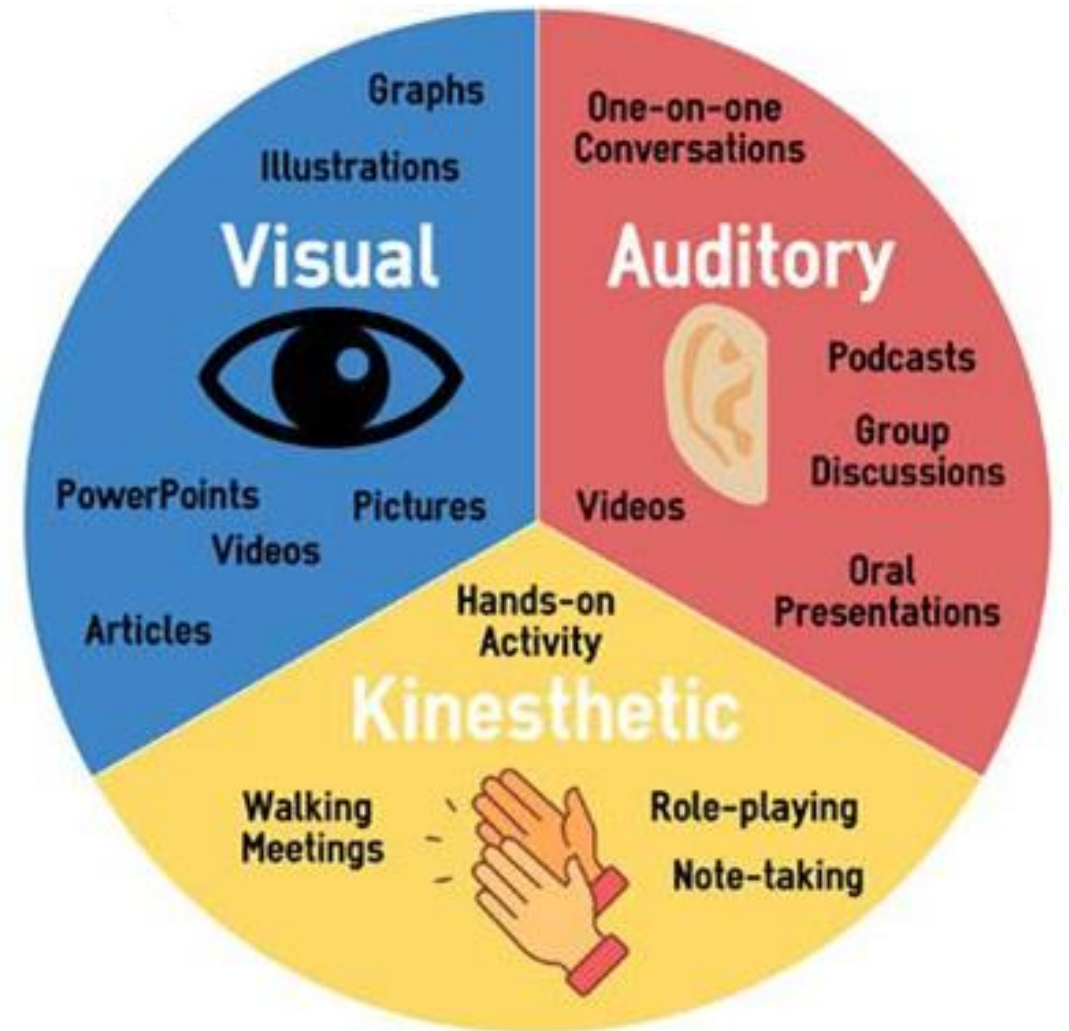 Graphs
Illustrations
Visual
PowerPoints
Pictures
Videos
Articles
One-on-one
Conversations
Auditory
Podcasts
Group
Discussions
Videos
Oral
Presentations
Hands-on
Activity
Kinesthetic
Walking
Meetings
Role-playing
Note-taking